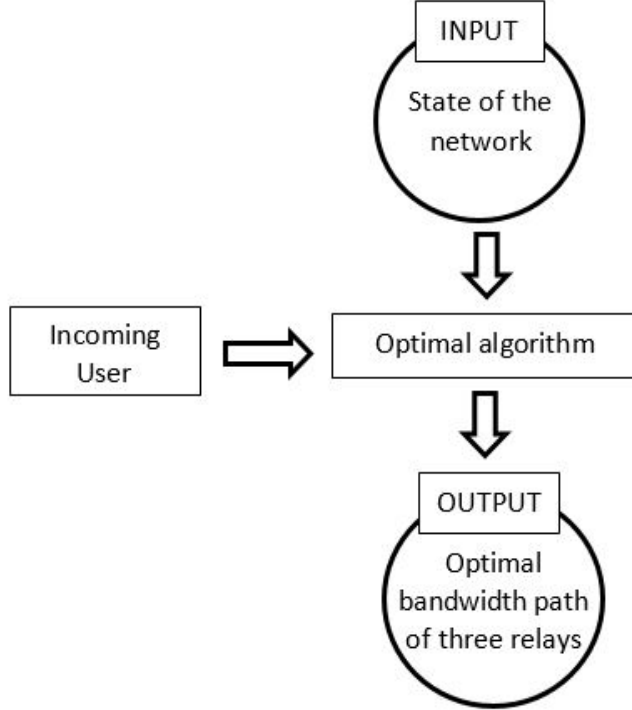 INPUT
State of the
network
Incoming
User
Optimal algorithm
OUTPUT
Optimal
bandwidth path
of three relays